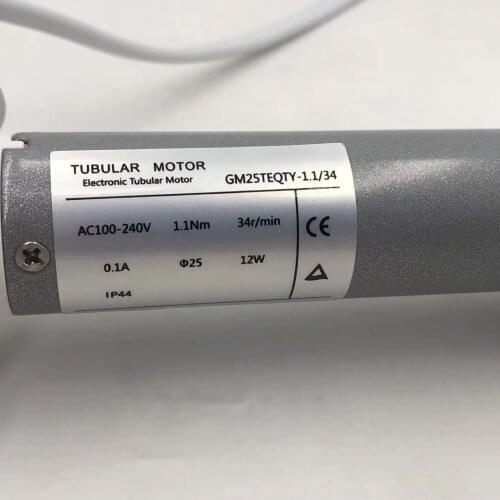 TUBULAR MOTOR
Electronic Tubular Motor
GM25TEQTY-1.1/34
AC100-240V 1.1Nm 34r/min
CE
0.1A Φ25 12W
IP44